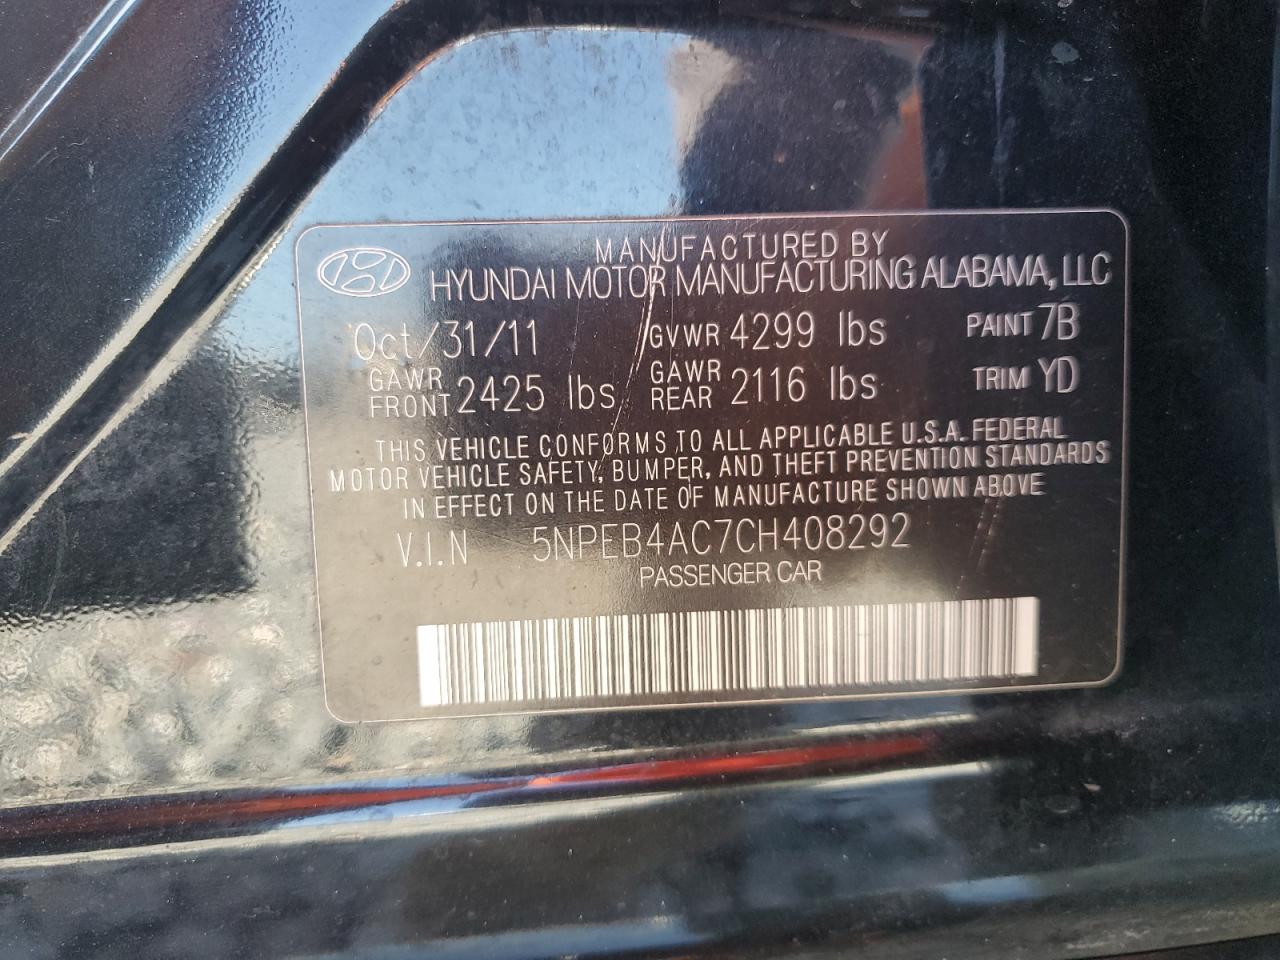 MANUFACTURED BY
HYUNDAI MOTOR MANUFACTURING ALABAMA, LLC
Oct/31/11 GVWR 4299 lbs PAINT 7B
GAWR FRONT 2425 lbs GAWR REAR 2116 lbs TRIM YD
THIS VEHICLE CONFORMS TO ALL APPLICABLE U.S.A. FEDERAL
MOTOR VEHICLE SAFETY, BUMPER, AND THEFT PREVENTION STANDARDS
IN EFFECT ON THE DATE OF MANUFACTURE SHOWN ABOVE
V.I.N 5NPEB4AC7CH408292
PASSENGER CAR